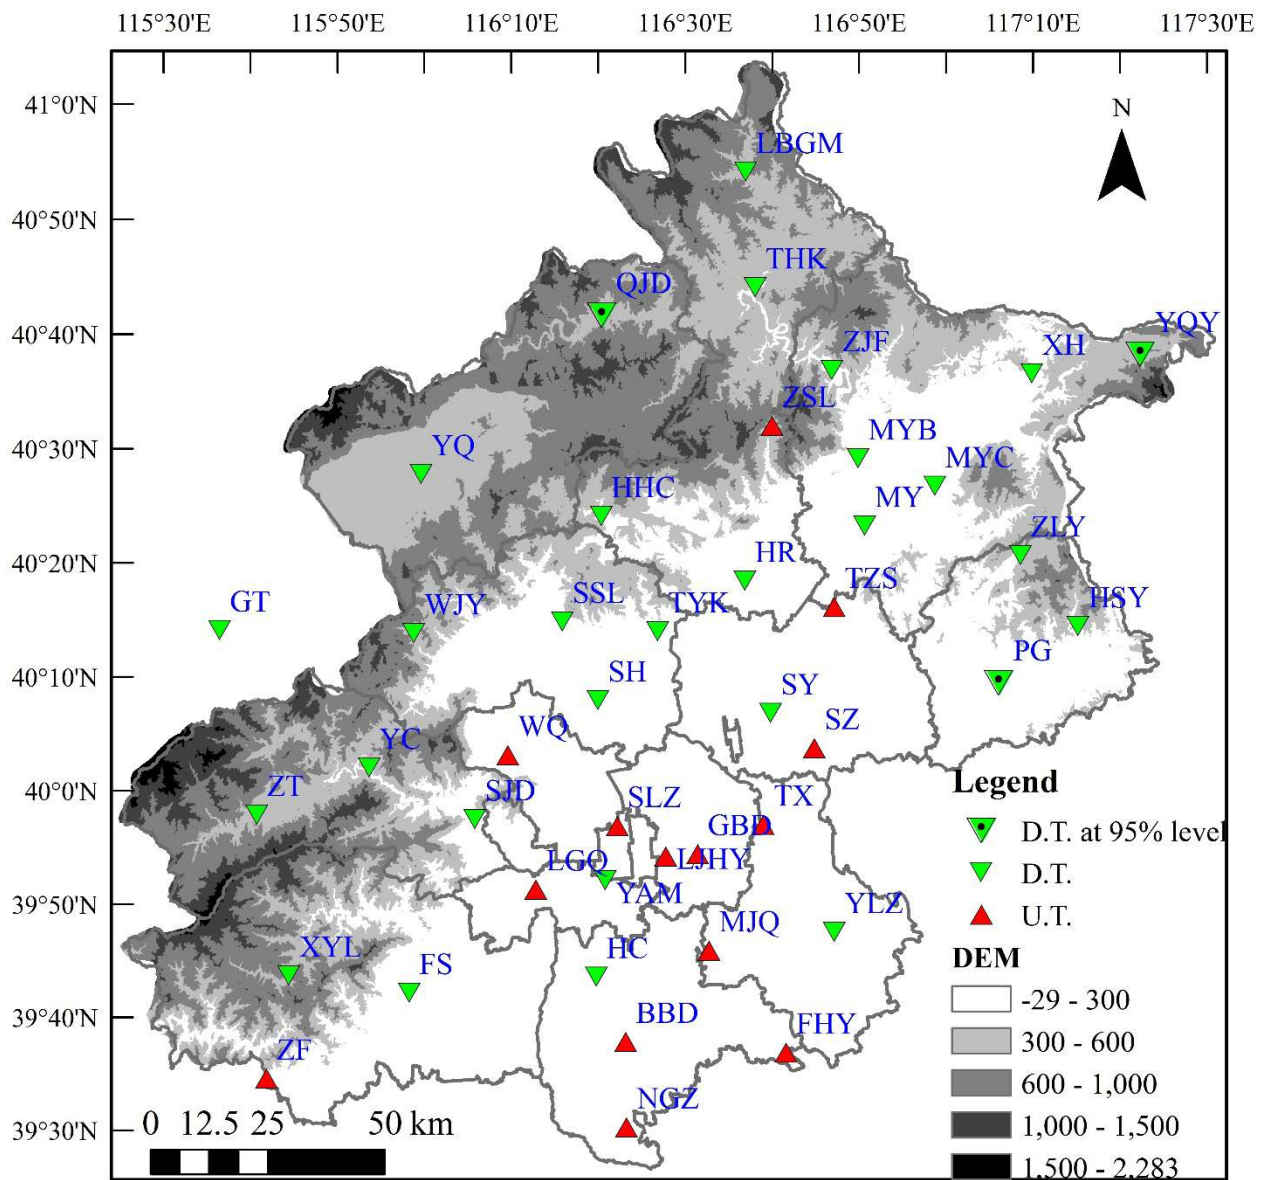 115°30'E 115°50'E 116°10'E 116°30'E 116°50'E 117°10'E 117°30'E
41°0'N
N
LBGM
40°50'N
THK
QJD
40°40'N
YQY
ZJF
XH
ZSL
40°30'N
MYB
YQ
MYC
HHC
MY
ZLY
40°20'N
HR
TZS
GT
WJY
SSL
TYK
HSY
PG
40°10'N
SH
SY
SZ
WQ
YC
40°0'N
ZT
SJD
SLZ
TX
GBD
LGQ
LJHY
39°50'N
YAM
YLZ
MJQ
XYL
FS
HC
39°40'N
BBD
FHY
ZF
NGZ
39°30'N
0 12.5 25 50 km
Legend
D.T. at 95% level
D.T.
U.T.
DEM
-29 - 300
300 - 600
600 - 1,000
1,000 - 1,500
1,500 - 2,283